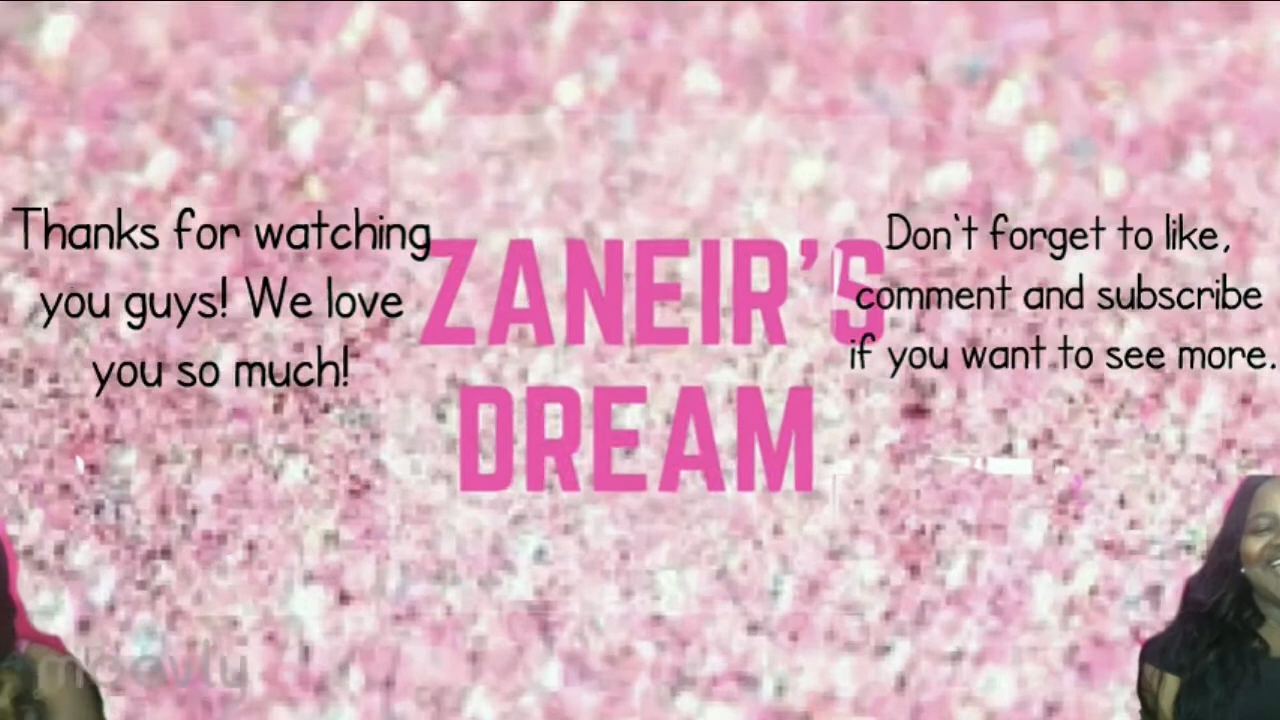 Thanks for watching
you guys! We love
you so much!
ZANEIR'S
DREAM
Don't forget to like,
comment and subscribe
if you want to see more.